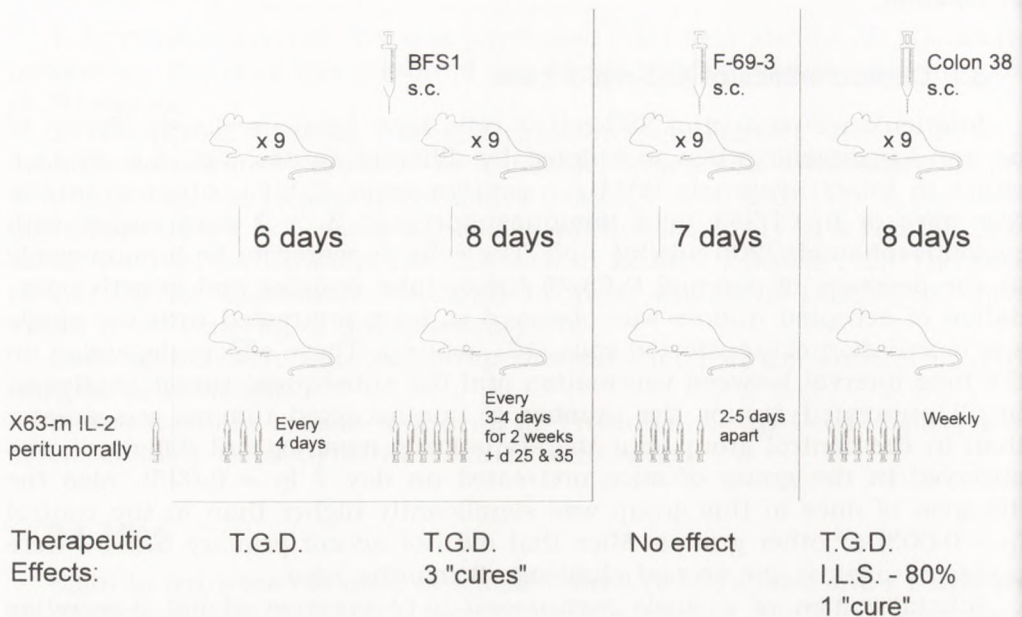 BFS1
s.c.
F-69-3
s.c.
Colon 38
s.c.
x 9
x 9
x 9
x 9
6 days
8 days
7 days
8 days
X63-m IL-2
peritumorally
Every
4 days
Every
3-4 days
for 2 weeks
+ d 25 & 35
2-5 days
apart
Weekly
Therapeutic
Effects:
T.G.D.
T.G.D.
3 "cures"
No effect
T.G.D.
I.L.S. - 80%
1 "cure"